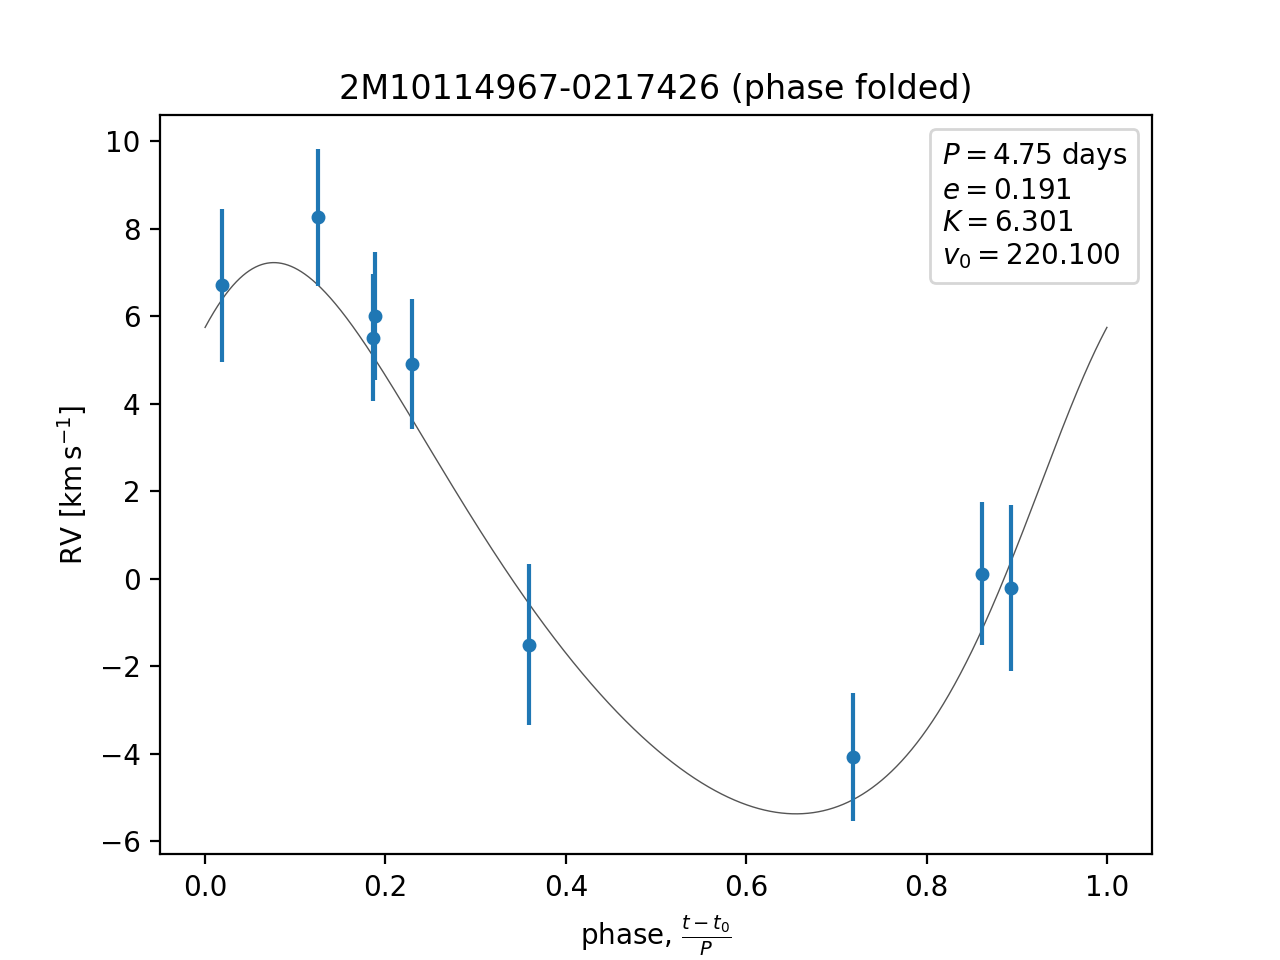 2M10114967-0217426 (phase folded)
P = 4.75 days
e = 0.191
K = 6.301
v₀ = 220.100
10
8
6
4
2
0
−2
−4
−6
RV [km s⁻¹]
0.0 0.2 0.4 0.6 0.8 1.0
phase, (t − t₀)/P